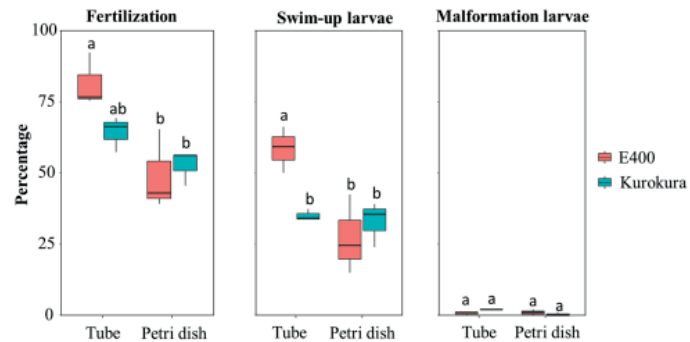 Fertilization Swim-up larvae Malformation larvae
100
75
50
25
0
Percentage
a
ab
b
b
a
b
b
b
a a a a
E400
Kurokura
Tube Petri dish Tube Petri dish Tube Petri dish